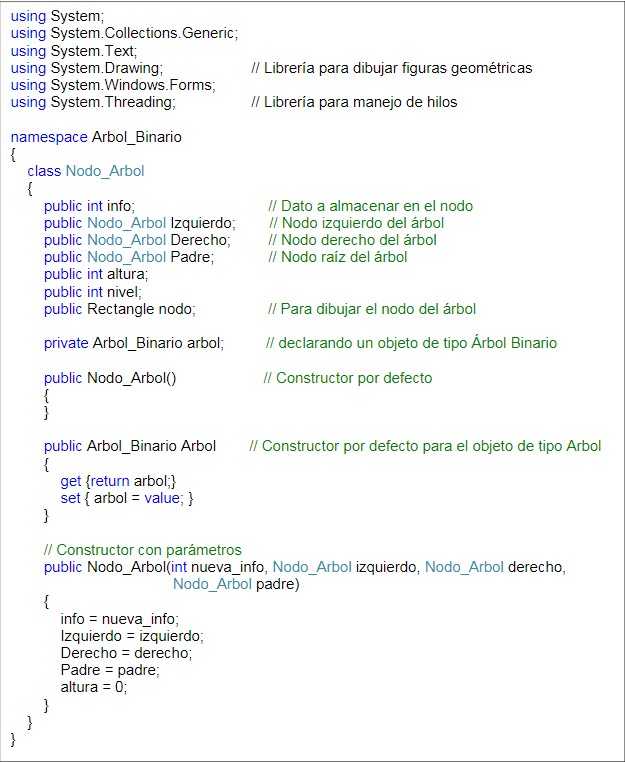 using System;
using System.Collections.Generic;
using System.Text;
using System.Drawing; // Librería para dibujar figuras geométricas
using System.Windows.Forms;
using System.Threading; // Librería para manejo de hilos
namespace Arbol_Binario
{
class Nodo_Arbol
{
public int info; // Dato a almacenar en el nodo
public Nodo_Arbol Izquierdo; // Nodo izquierdo del árbol
public Nodo_Arbol Derecho; // Nodo derecho del árbol
public Nodo_Arbol Padre; // Nodo raíz del árbol
public int altura;
public int nivel;
public Rectangle nodo; // Para dibujar el nodo del árbol
private Arbol_Binario arbol; // declarando un objeto de tipo Árbol Binario
public Nodo_Arbol() // Constructor por defecto
{
}
public Arbol_Binario Arbol // Constructor por defecto para el objeto de tipo Arbol
{
get {return arbol;}
set { arbol = value; }
}
// Constructor con parámetros
public Nodo_Arbol(int nueva_info, Nodo_Arbol izquierdo, Nodo_Arbol derecho,
Nodo_Arbol padre)
{
info = nueva_info;
Izquierdo = izquierdo;
Derecho = derecho;
Padre = padre;
altura = 0;
}
}
}